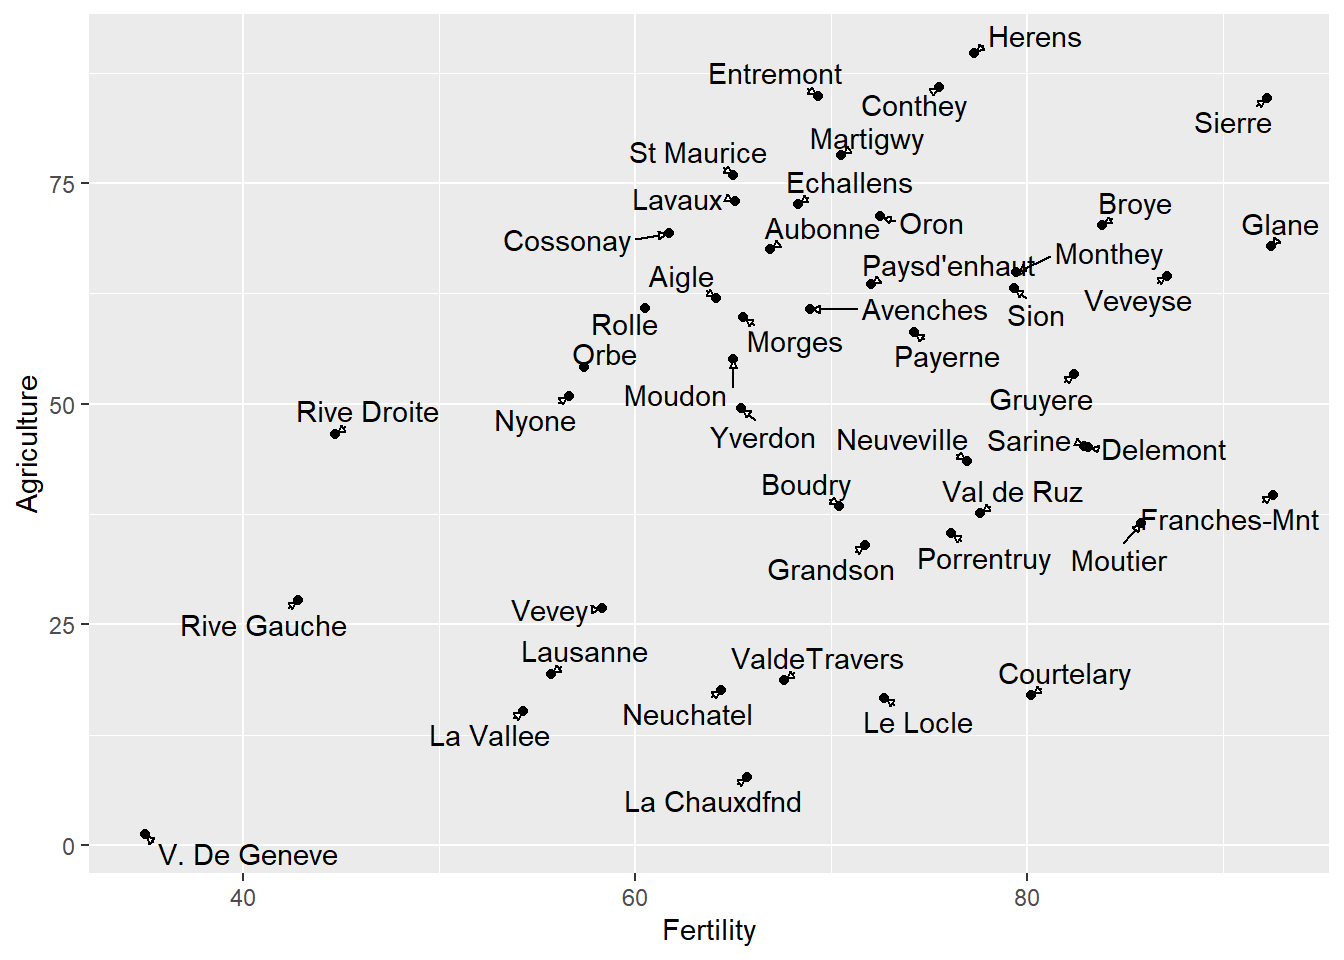 Herens
Entremont
Conthey
Sierre
Martigwy
St Maurice
75
Echallens
Lavaux
Broye
Glane
Oron
Aubonne
Cossonay
Monthey
Paysd'enhaut
Aigle
Veveyse
Avenches
Sion
Rolle
Morges
Orbe
Payerne
Moudon
Gruyere
50
Rive Droite
Nyone
Yverdon
Neuveville
Sarine
Delemont
Agriculture
Boudry
Val de Ruz
Franches-Mnt
Porrentruy
Moutier
Grandson
Vevey
25
Rive Gauche
Lausanne
ValdeTravers
Courtelary
Neuchatel
Le Locle
La Vallee
La Chauxdfnd
0
V. De Geneve
40
60
80
Fertility